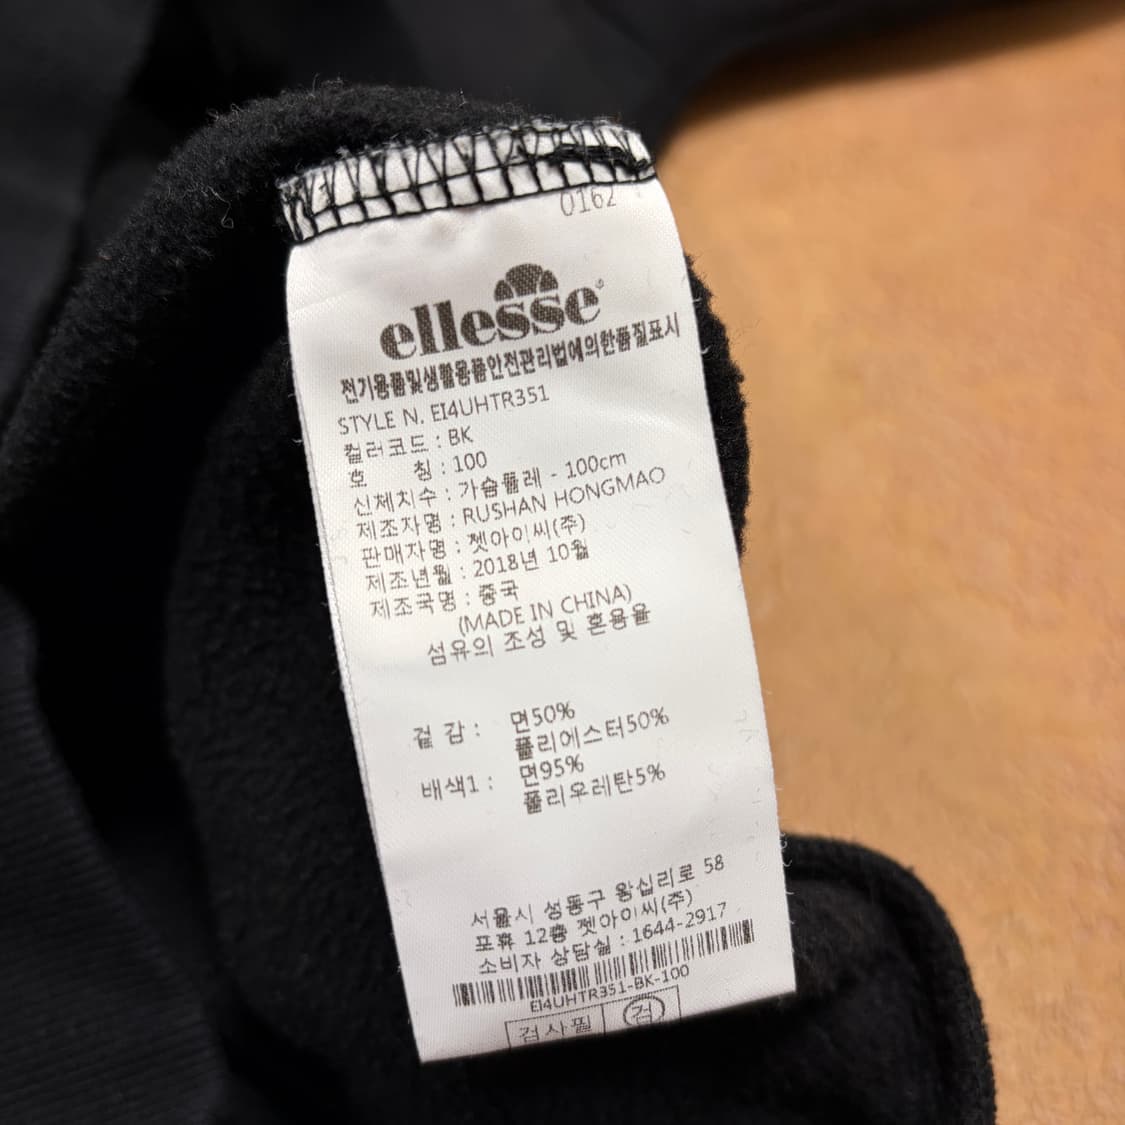 0162
ellesse®
전기용품및생활용품안전관리법에의한품질표시
STYLE N. EI4UHTR351
컬러코드 : BK
호 칭 : 100
신체치수 : 가슴둘레 - 100cm
제조자명 : RUSHAN HONGMAO
판매자명 : 젯아이씨(주)
제조년월 : 2018년 10월
제조국명 : 중국
(MADE IN CHINA)
섬유의 조성 및 혼용율
겉 감 : 면50%
폴리에스터50%
배색1 : 면95%
폴리우레탄5%
서울시 성동구 왕십리로 58
포휴 12층 젯아이씨(주)
소비자 상담실 : 1644-2917
EI4UHTR351-BK-100
검사필 검